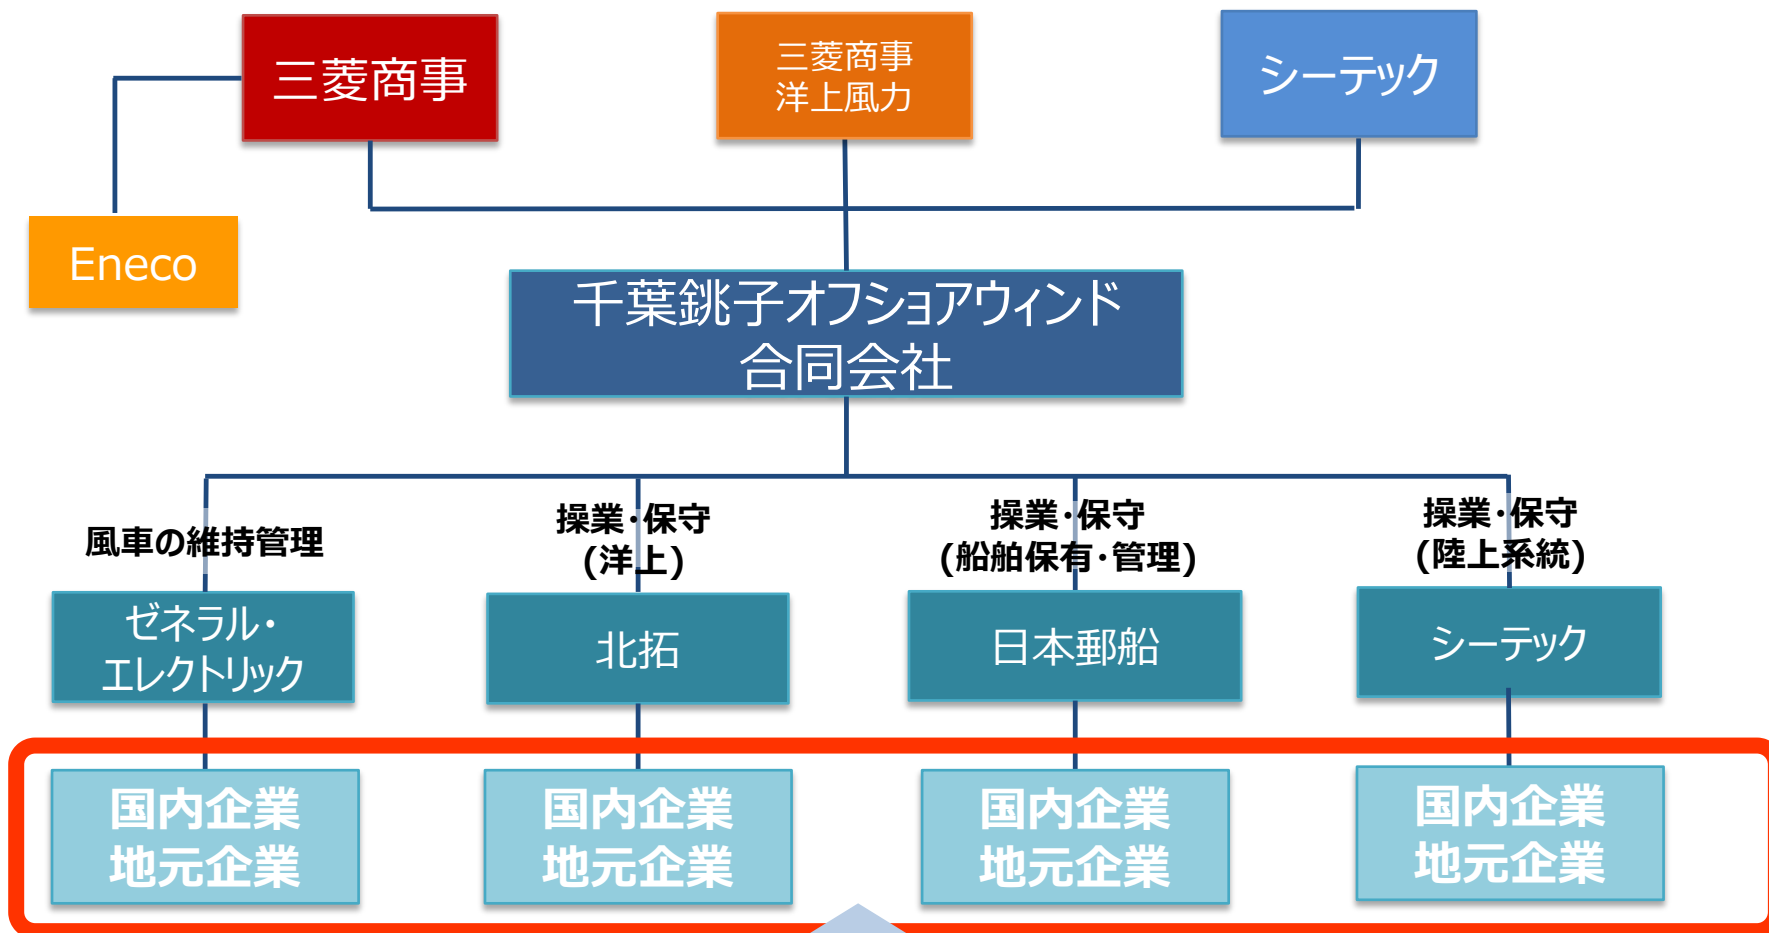 三菱商事
三菱商事
洋上風力
シーテック
Eneco
千葉銚子オフショアウィンド
合同会社
風車の維持管理
操業・保守
(洋上)
操業・保守
(船舶保有・管理)
操業・保守
(陸上系統)
ゼネラル・
エレクトリック
北拓
日本郵船
シーテック
国内企業
地元企業
国内企業
地元企業
国内企業
地元企業
国内企業
地元企業